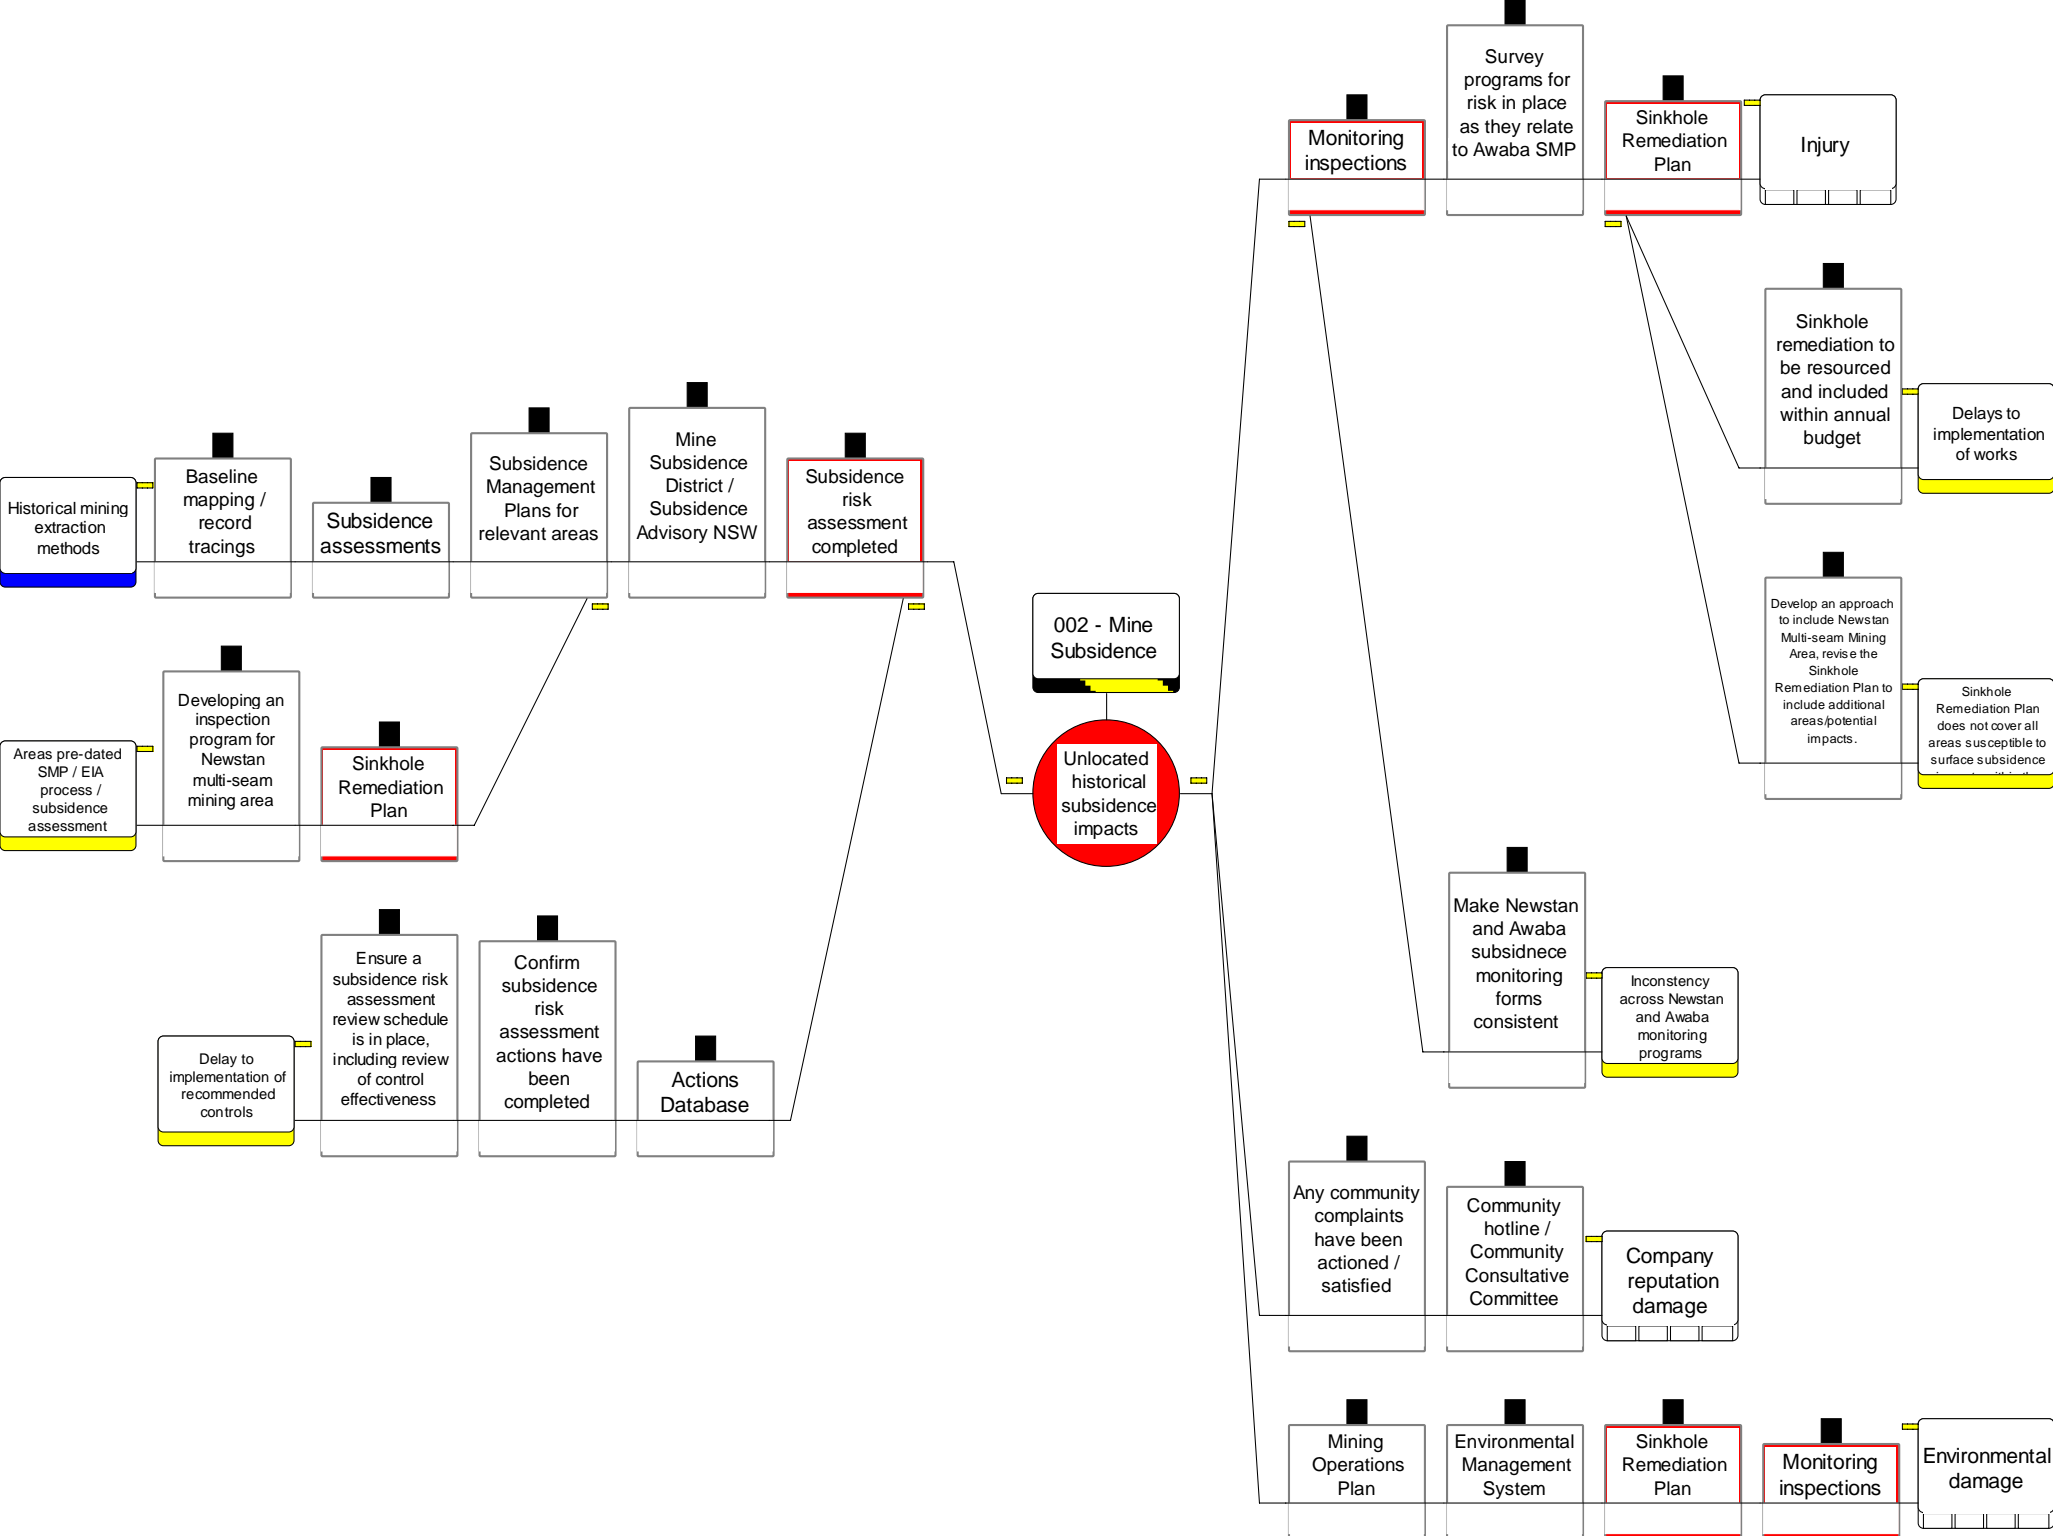 Survey
programs for
risk in place
as they relate
to Awaba SMP
Monitoring
inspections
Sinkhole
Remediation
Plan
Injury
Sinkhole
remediation to
be resourced
and included
within annual
budget
Delays to
implementation
of works
Historical mining
extraction
methods
Baseline
mapping /
record
tracings
Subsidence
assessments
Subsidence
Management
Plans for
relevant areas
Mine
Subsidence
District /
Subsidence
Advisory NSW
Subsidence
risk
assessment
completed
002 - Mine
Subsidence
Unlocated
historical
subsidence
impacts
Develop an approach
to include Newstan
Multi-seam Mining
Area, revise the
Sinkhole
Remediation Plan to
include additional
areas/potential
impacts.
Sinkhole
Remediation Plan
does not cover all
areas susceptible to
surface subsidence
Areas pre-dated
SMP / EIA
process /
subsidence
assessment
Developing an
inspection
program for
Newstan
multi-seam
mining area
Sinkhole
Remediation
Plan
Make Newstan
and Awaba
subsidnece
monitoring
forms
consistent
Inconstency
across Newstan
and Awaba
monitoring
programs
Delay to
implementation of
recommended
controls
Ensure a
subsidence risk
assessment
review schedule
is in place,
including review
of control
effectiveness
Confirm
subsidence
risk
assessment
actions have
been
completed
Actions
Database
Any community
complaints
have been
actioned /
satisfied
Community
hotline /
Community
Consultative
Committee
Company
reputation
damage
Mining
Operations
Plan
Environmental
Management
System
Sinkhole
Remediation
Plan
Monitoring
inspections
Environmental
damage